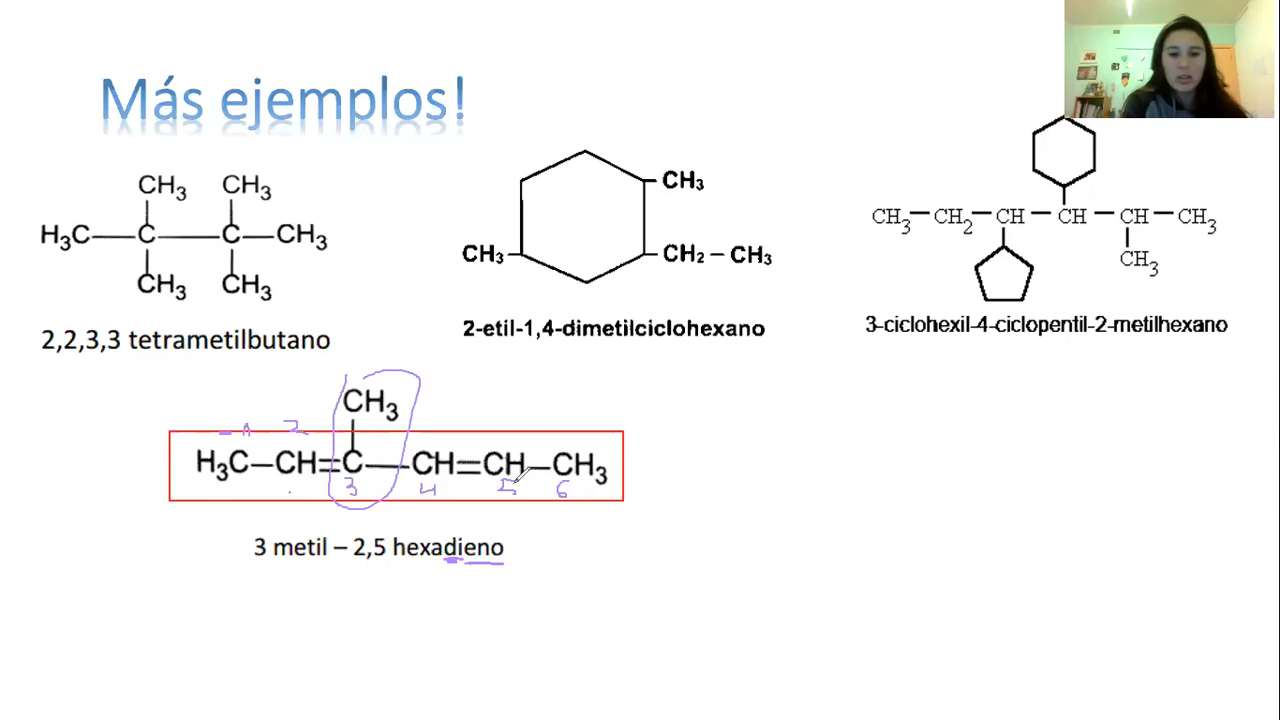 Más ejemplos!
CH3 CH3
H3C—C—C—CH3
CH3 CH3
2,2,3,3 tetrametilbutano
CH3
CH3 CH2–CH3
2-etil-1,4-dimetilciclohexano
CH3—CH2—CH—CH—CH—CH3
CH3
3-ciclohexil-4-ciclopentil-2-metilhexano
CH3
1 2
H3C—CH=C—CH=CH—CH3
3 4 5 6
3 metil – 2,5 hexadieno